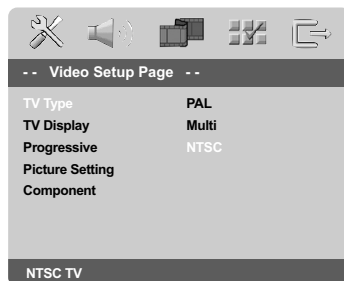 - -  Video Setup Page  - -
TV Type PAL
TV Display Multi
Progressive NTSC
Picture Setting
Component
NTSC TV